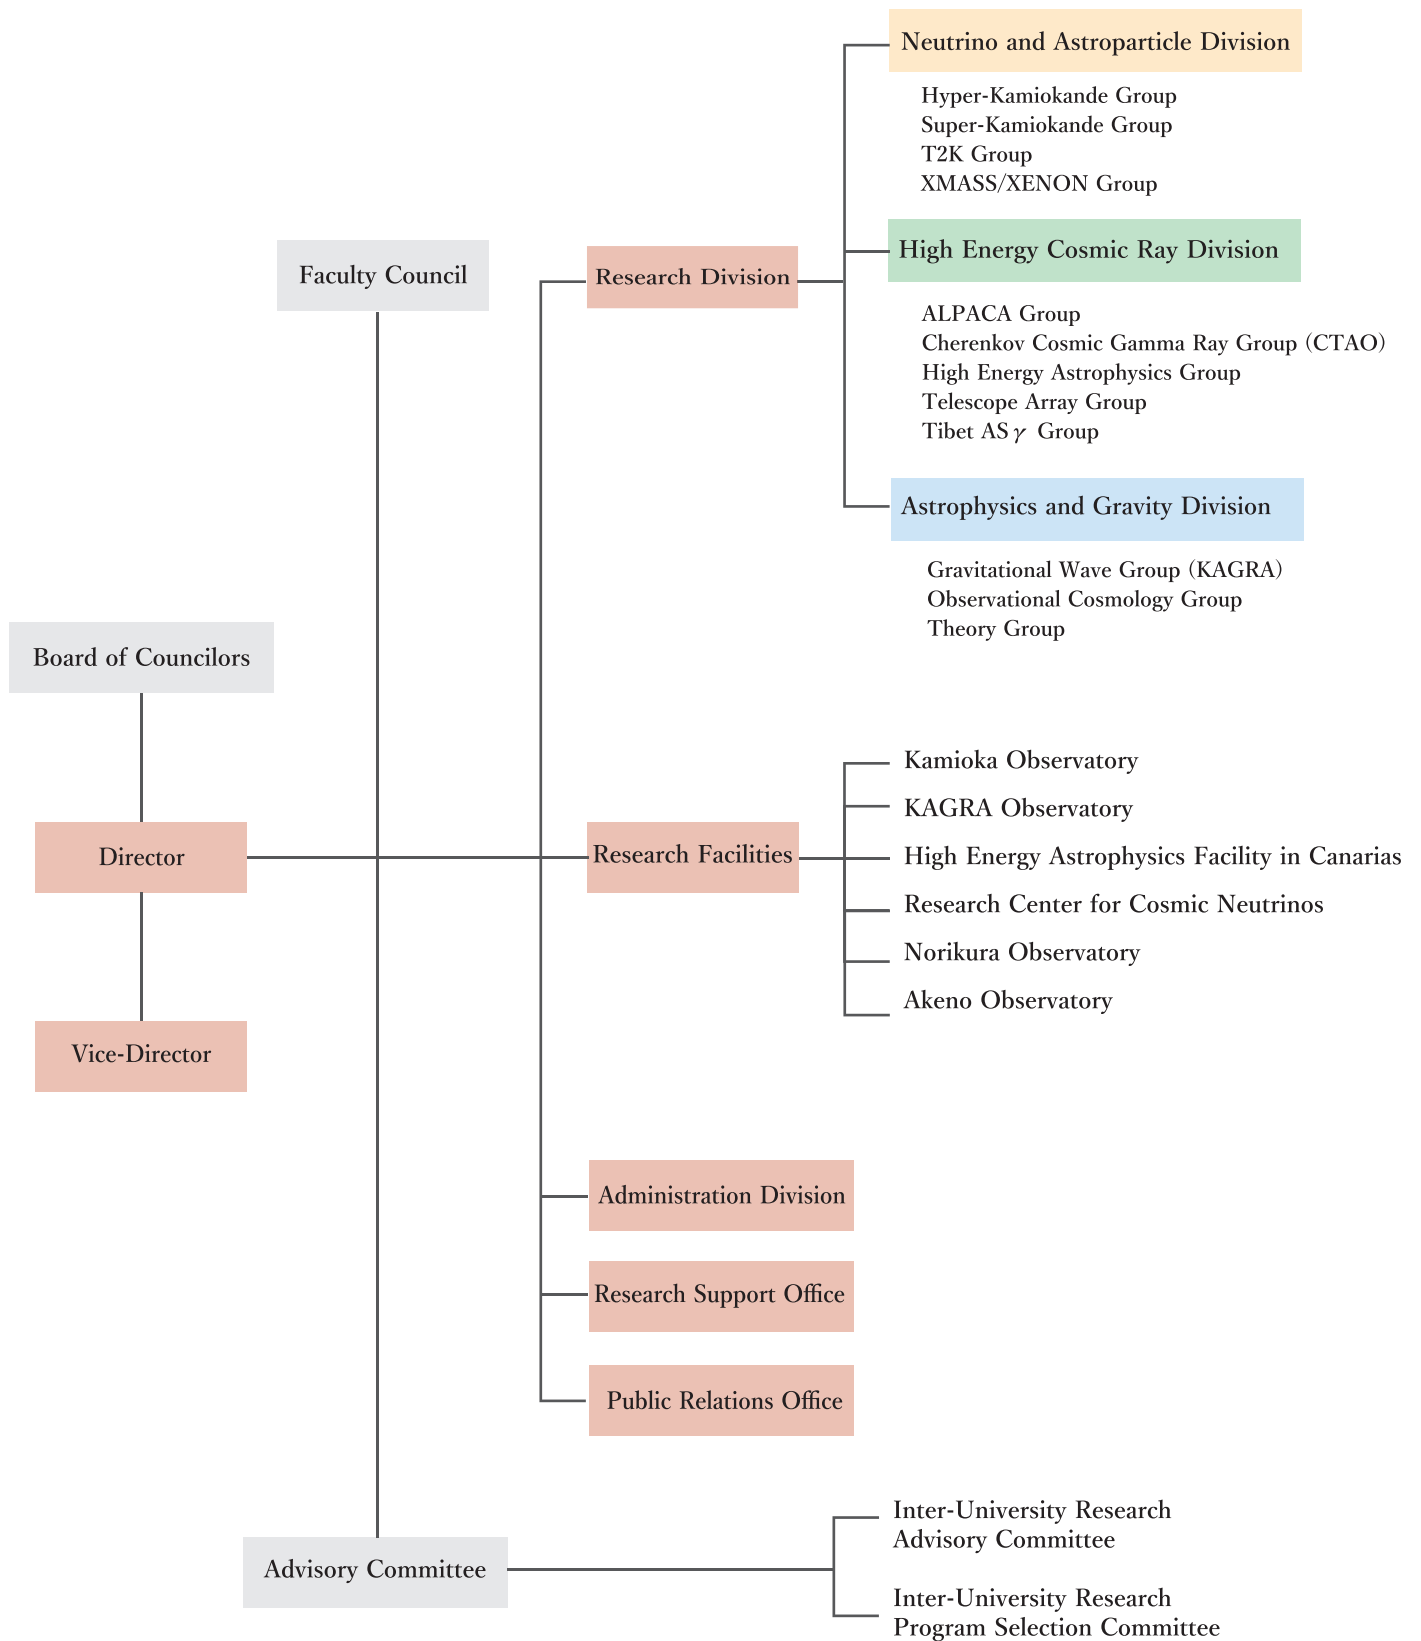 Neutrino and Astroparticle Division
Hyper-Kamiokande Group
Super-Kamiokande Group
T2K Group
XMASS/XENON Group
Faculty Council
Research Division
High Energy Cosmic Ray Division
ALPACA Group
Cherenkov Cosmic Gamma Ray Group (CTAO)
High Energy Astrophysics Group
Telescope Array Group
Tibet ASγ Group
Astrophysics and Gravity Division
Gravitational Wave Group (KAGRA)
Observational Cosmology Group
Theory Group
Board of Councilors
Director
Vice-Director
Research Facilities
Kamioka Observatory
KAGRA Observatory
High Energy Astrophysics Facility in Canarias
Research Center for Cosmic Neutrinos
Norikura Observatory
Akeno Observatory
Administration Division
Research Support Office
Public Relations Office
Advisory Committee
Inter-University Research
Advisory Committee
Inter-University Research
Program Selection Committee